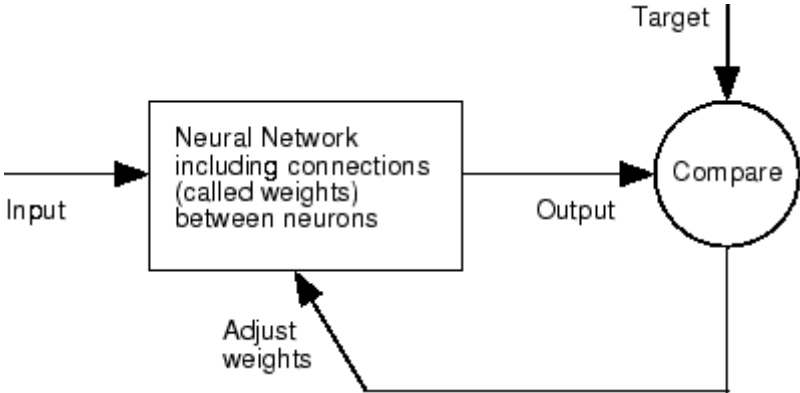 Target
Neural Network
including connections
(called weights)
between neurons
Compare
Input
Output
Adjust
weights